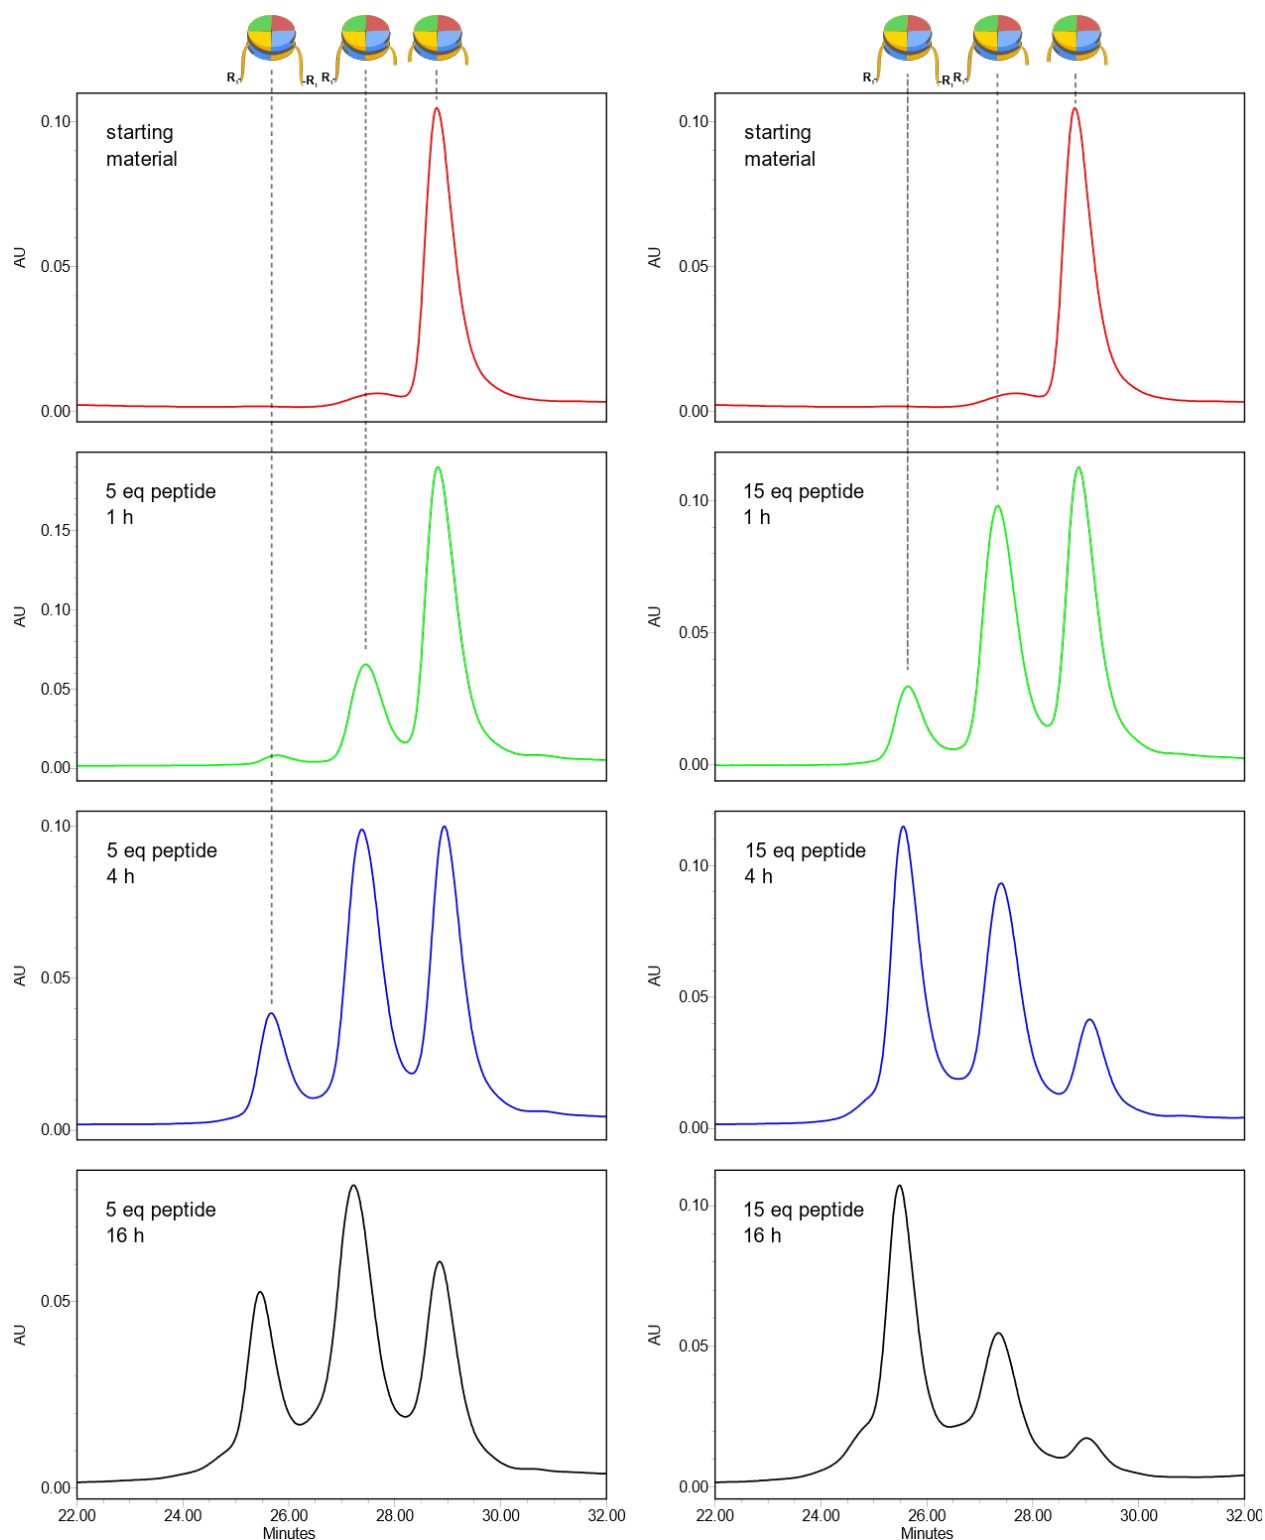 R₁ -R₁ R₁ R₁ -R₁ R₁
starting
material
0.10
0.05
0.00
AU
starting
material
0.10
0.05
0.00
AU
5 eq peptide
1 h
0.15
0.10
0.05
0.00
AU
15 eq peptide
1 h
0.10
0.05
0.00
AU
5 eq peptide
4 h
0.10
0.05
0.00
AU
15 eq peptide
4 h
0.10
0.05
0.00
AU
5 eq peptide
16 h
0.05
0.00
AU
22.00 24.00 26.00 28.00 30.00 32.00
Minutes
15 eq peptide
16 h
0.10
0.05
0.00
AU
22.00 24.00 26.00 28.00 30.00 32.00
Minutes